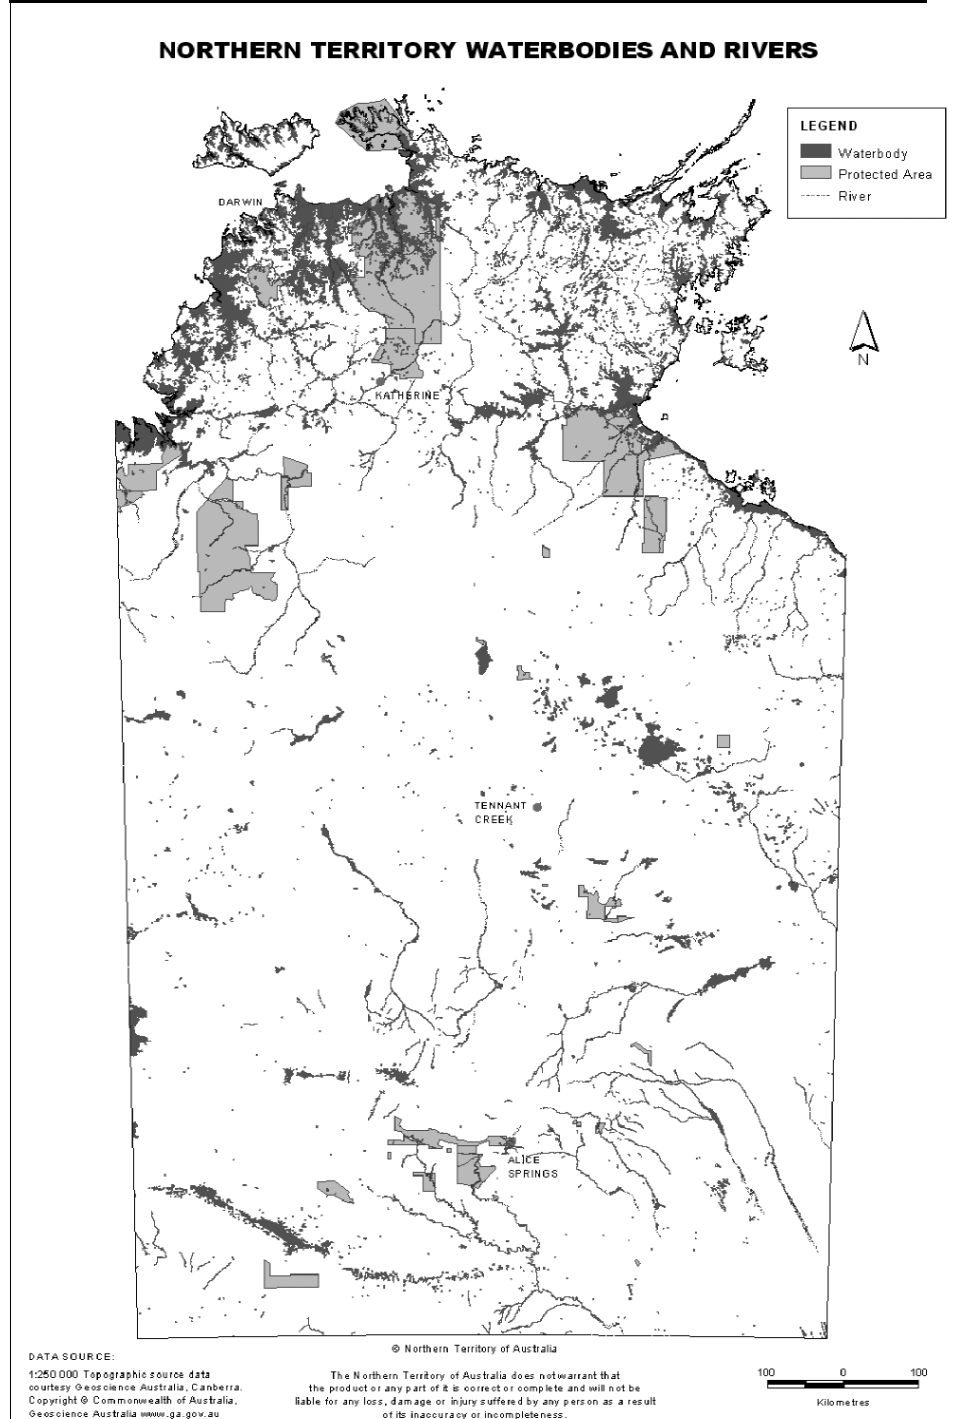 NORTHERN TERRITORY WATERBODIES AND RIVERS
LEGEND
Waterbody
Protected Area
River
DARWIN
N
KATHERINE
TENNANT
CREEK
ALICE
SPRINGS
© Northern Territory of Australia
DATA SOURCE:
1:250 000 Topographic source data
courtesy Geoscience Australia, Canberra.
Copyright © Commonwealth of Australia,
Geoscience Australia www.ga.gov.au
The Northern Territory of Australia does not warrant that
the product or any part of it is correct or complete and will not be
liable for any loss, damage or injury suffered by any person as a result
of its inaccuracy or incompleteness.
100 0 100
Kilometres